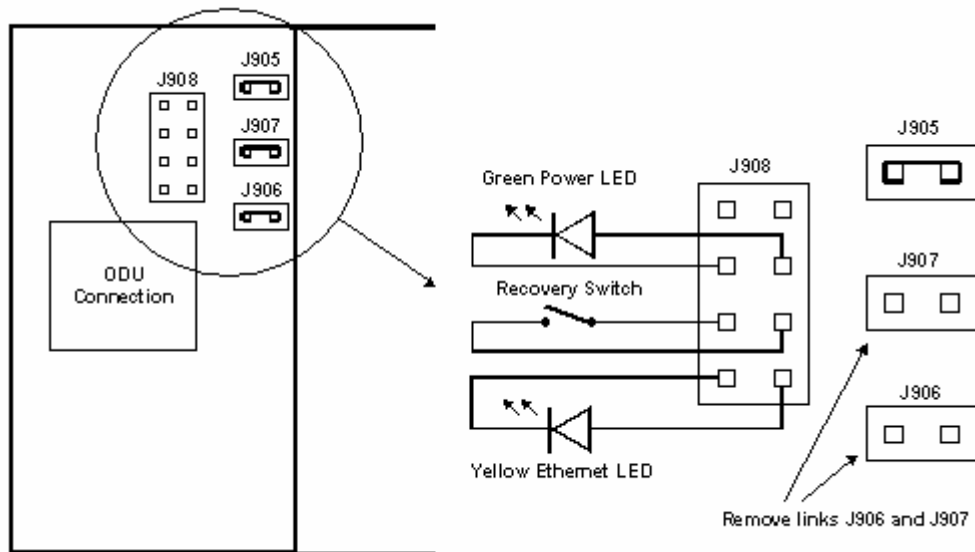 J905
J908
J907
J906
ODU
Connection
J908
J905
Green Power LED
J907
Recovery Switch
J906
Yellow Ethernet LED
Remove links J906 and J907